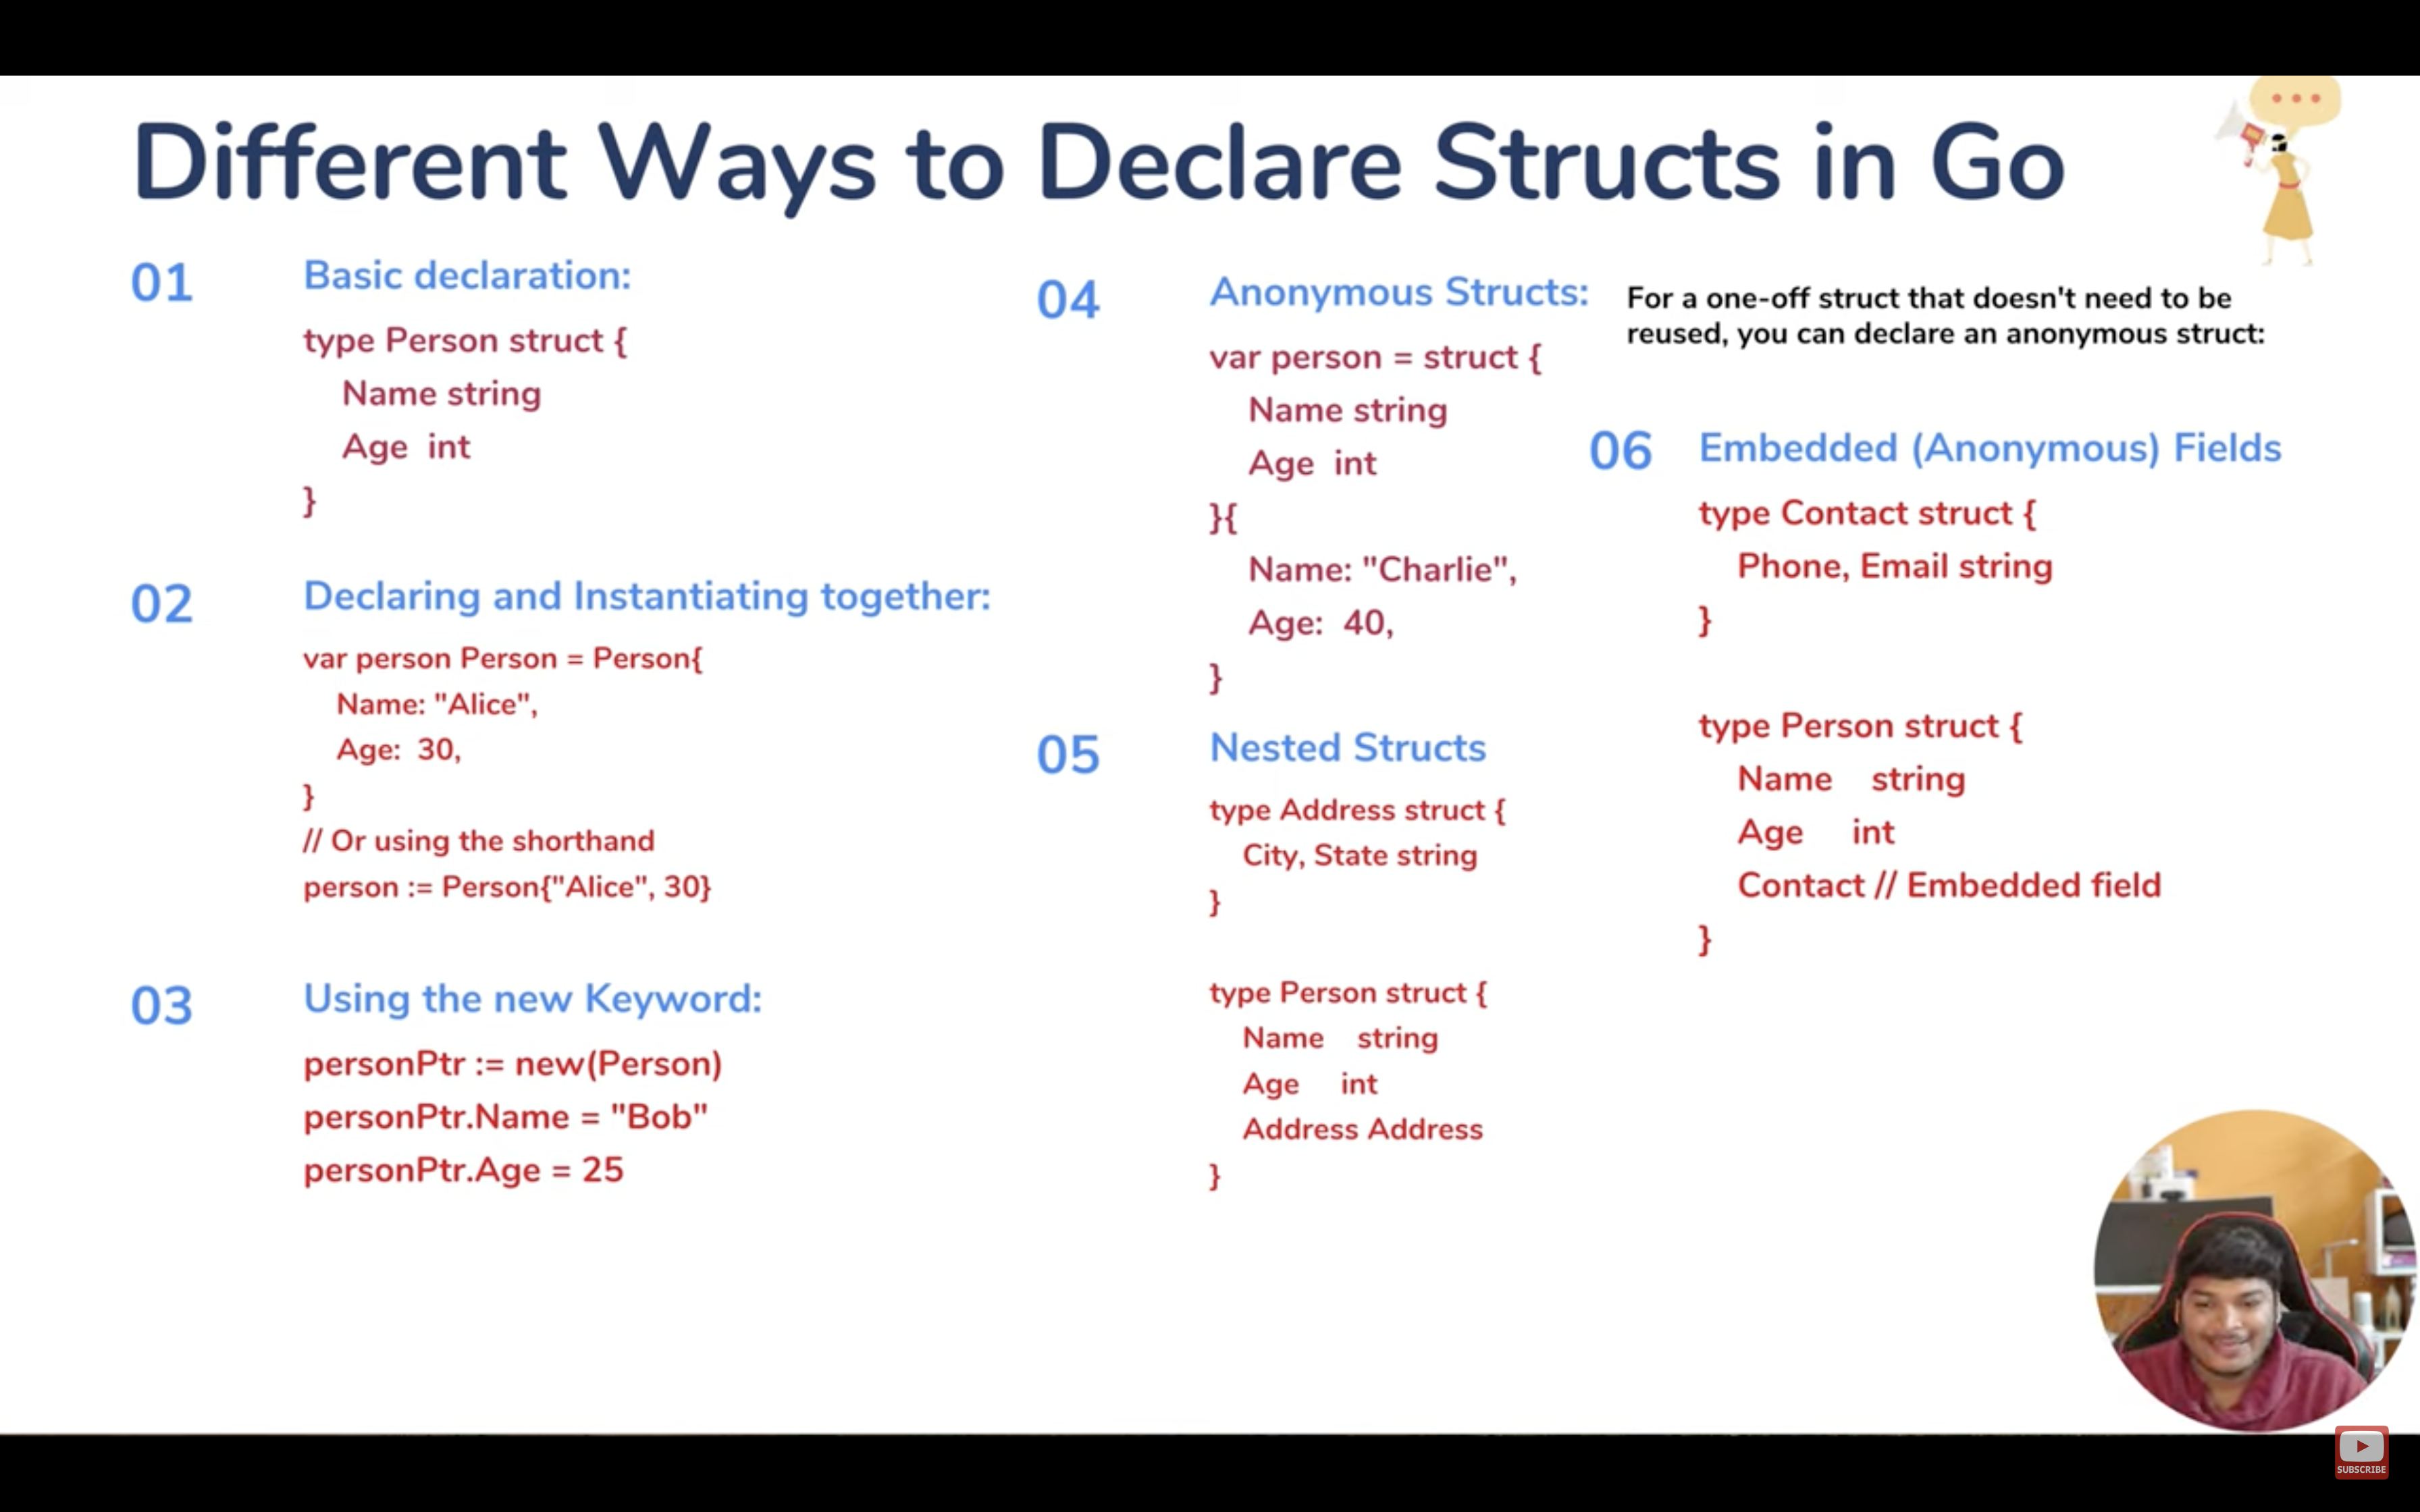 Different Ways to Declare Structs in Go
01
Basic declaration:
type Person struct {
Name string
Age int
}
02
Declaring and Instantiating together:
var person Person = Person{
Name: "Alice",
Age: 30,
}
// Or using the shorthand
person := Person{"Alice", 30}
03
Using the new Keyword:
personPtr := new(Person)
personPtr.Name = "Bob"
personPtr.Age = 25
04
Anonymous Structs:
For a one-off struct that doesn't need to be
reused, you can declare an anonymous struct:
var person = struct {
Name string
Age int
}{
Name: "Charlie",
Age: 40,
}
05
Nested Structs
type Address struct {
City, State string
}
type Person struct {
Name string
Age int
Address Address
}
06
Embedded (Anonymous) Fields
type Contact struct {
Phone, Email string
}
type Person struct {
Name string
Age int
Contact // Embedded field
}
SUBSCRIBE